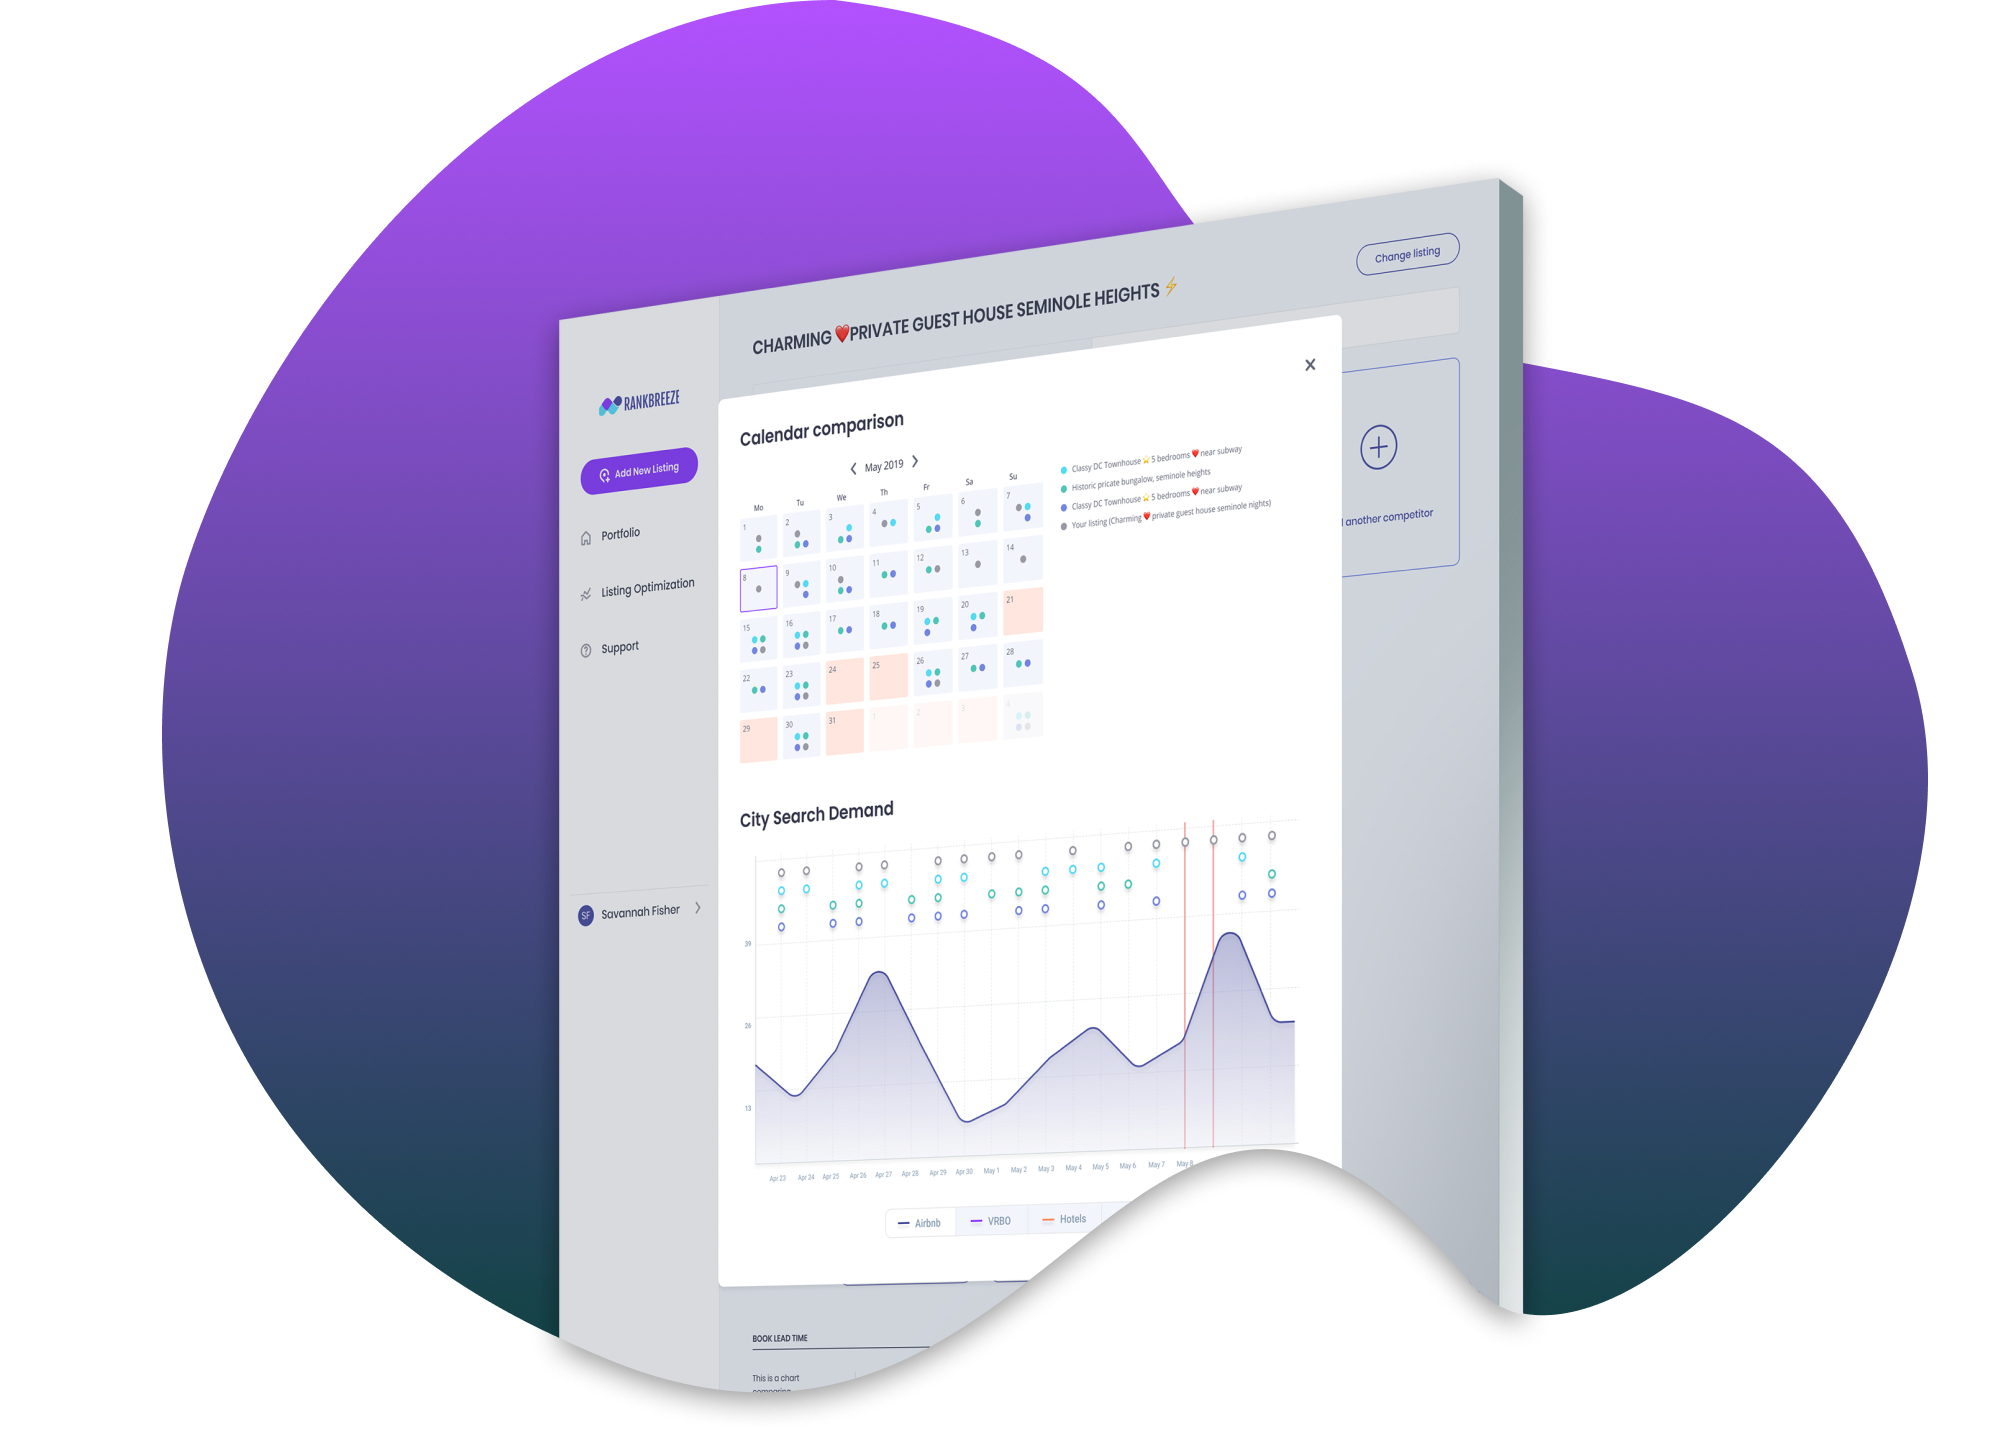 Change listing
CHARMING ❤️PRIVATE GUEST HOUSE SEMINOLE HEIGHTS ⚡
RANKBREEZE
Add New Listing
Portfolio
Listing Optimization
Support
SF Savannah Fisher
another competitor
Calendar comparison
May 2019
Mo Tu We Th Fr Sa Su
1 2 3 4 5 6 7
8 9 10 11 12 13 14
15 16 17 18 19 20 21
22 23 24 25 26 27 28
29 30 31 1 2 3 4
Classy DC Townhouse ⭐ 5 bedrooms ❤️ near subway
Historic private bungalow, seminole heights
Classy DC Townhouse ⭐ 5 bedrooms ❤️ near subway
Your listing (Charming ❤️ private guest house seminole nights)
City Search Demand
39
26
13
Apr 23 Apr 24 Apr 25 Apr 26 Apr 27 Apr 28 Apr 29 Apr 30 May 1 May 2 May 3 May 4 May 5 May 6 May 7 May 8
Airbnb VRBO Hotels
BOOK LEAD TIME
This is a chart